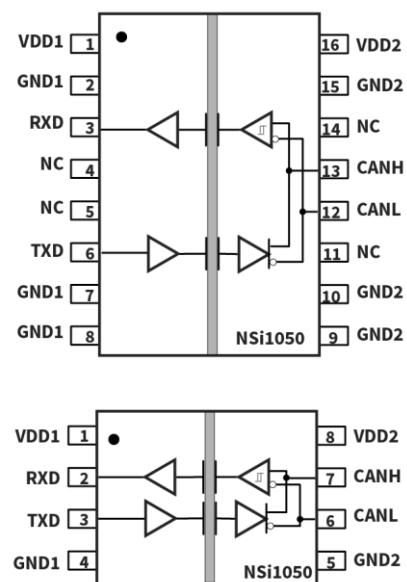 VDD1 1 16 VDD2
GND1 2 15 GND2
RXD 3 14 NC
NC 4 13 CANH
NC 5 12 CANL
TXD 6 11 NC
GND1 7 10 GND2
GND1 8 9 GND2
NSi1050
VDD1 1 8 VDD2
RXD 2 7 CANH
TXD 3 6 CANL
GND1 4 5 GND2
NSi1050